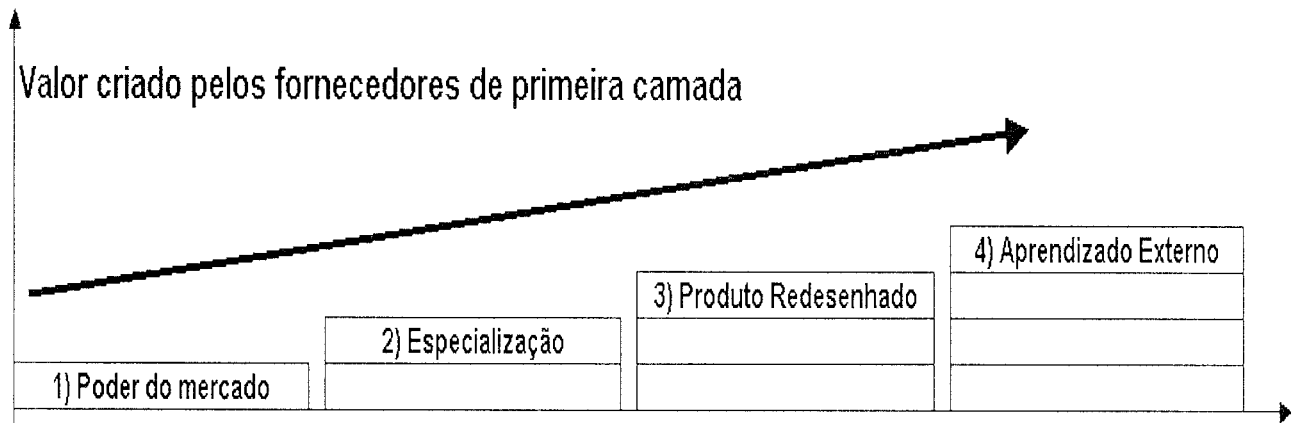 Valor criado pelos fornecedores de primeira camada
4) Aprendizado Externo
3) Produto Redesenhado
2) Especialização
1) Poder do mercado